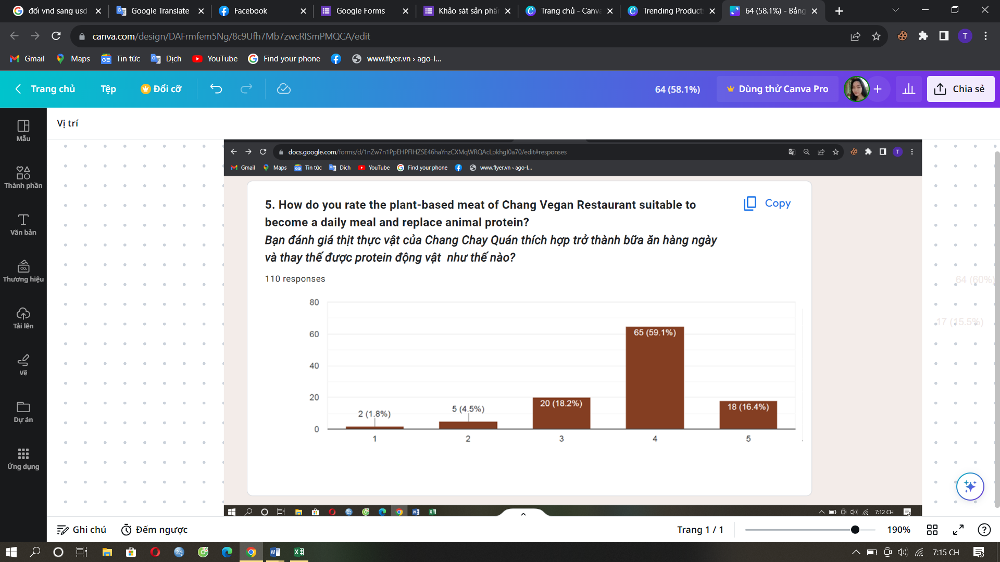 đổi vnd sang usd
Google Translate
Facebook
Google Forms
Khảo sát sản phẩ
Trang chủ - Canva
Trending Products
64 (58.1%) - Bảng
canva.com/design/DAFrmfem5Ng/8c9Ufh7Mb7zwcRISmPMQCA/edit
T
Gmail
Maps
Tin tức
Dịch
YouTube
Find your phone
www.flyer.vn › ago-l...
Trang chủ
Tệp
Đổi cỡ
64 (58.1%)
Dùng thử Canva Pro
Chia sẻ
Vị trí
Mẫu
Thành phần
Văn bản
Thương hiệu
Tải lên
Vẽ
Dự án
Ứng dụng
docs.google.com/forms/d/1nZw7n1PpEHPFlHZSE46haYnzCXMqWRQAcLpkhgl0a70/edit#responses
T
Gmail
Maps
Tin tức
Dịch
YouTube
Find your phone
www.flyer.vn › ago-l...
5. How do you rate the plant-based meat of Chang Vegan Restaurant suitable to
become a daily meal and replace animal protein?
Bạn đánh giá thịt thực vật của Chang Chay Quán thích hợp trở thành bữa ăn hàng ngày
và thay thế được protein động vật  như thế nào?
Copy
110 responses
80
60
40
20
0
2 (1.8%)
5 (4.5%)
20 (18.2%)
65 (59.1%)
18 (16.4%)
1
2
3
4
5
64 (60%)
17 (15.5%)
7:12 CH
Ghi chú
Đếm ngược
Trang 1 / 1
190%
7:15 CH